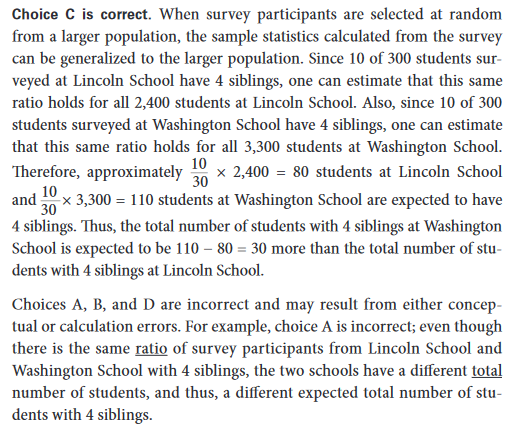 Choice C is correct. When survey participants are selected at random
from a larger population, the sample statistics calculated from the survey
can be generalized to the larger population. Since 10 of 300 students sur-
veyed at Lincoln School have 4 siblings, one can estimate that this same
ratio holds for all 2,400 students at Lincoln School. Also, since 10 of 300
students surveyed at Washington School have 4 siblings, one can estimate
that this same ratio holds for all 3,300 students at Washington School.
Therefore, approximately 10/30 × 2,400 = 80 students at Lincoln School
and 10/30 × 3,300 = 110 students at Washington School are expected to have
4 siblings. Thus, the total number of students with 4 siblings at Washington
School is expected to be 110 – 80 = 30 more than the total number of stu-
dents with 4 siblings at Lincoln School.
Choices A, B, and D are incorrect and may result from either concep-
tual or calculation errors. For example, choice A is incorrect; even though
there is the same ratio of survey participants from Lincoln School and
Washington School with 4 siblings, the two schools have a different total
number of students, and thus, a different expected total number of stu-
dents with 4 siblings.